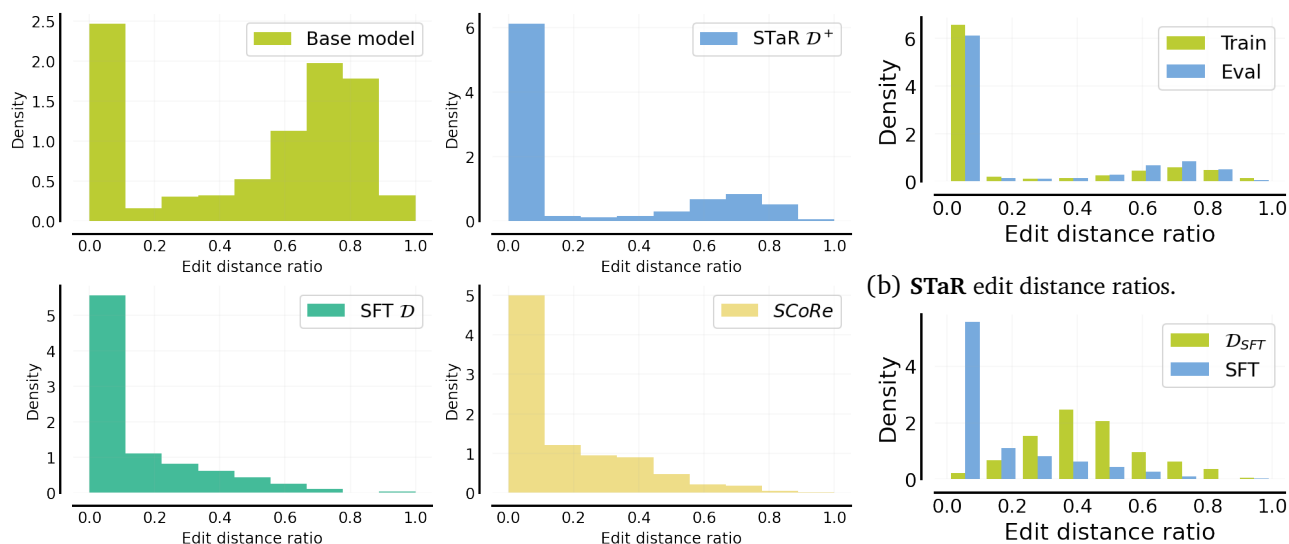 Base model
Density
2.5
2.0
1.5
1.0
0.5
0.0
0.0 0.2 0.4 0.6 0.8 1.0
Edit distance ratio
STaR 𝒟⁺
Density
6
4
2
0
0.0 0.2 0.4 0.6 0.8 1.0
Edit distance ratio
Train
Eval
Density
6
4
2
0
0.0 0.2 0.4 0.6 0.8 1.0
Edit distance ratio
(b) STaR edit distance ratios.
SFT 𝒟
Density
5
4
3
2
1
0
0.0 0.2 0.4 0.6 0.8 1.0
Edit distance ratio
SCoRe
Density
5
4
3
2
1
0
0.0 0.2 0.4 0.6 0.8 1.0
Edit distance ratio
𝒟SFT
SFT
Density
4
2
0
0.0 0.2 0.4 0.6 0.8 1.0
Edit distance ratio